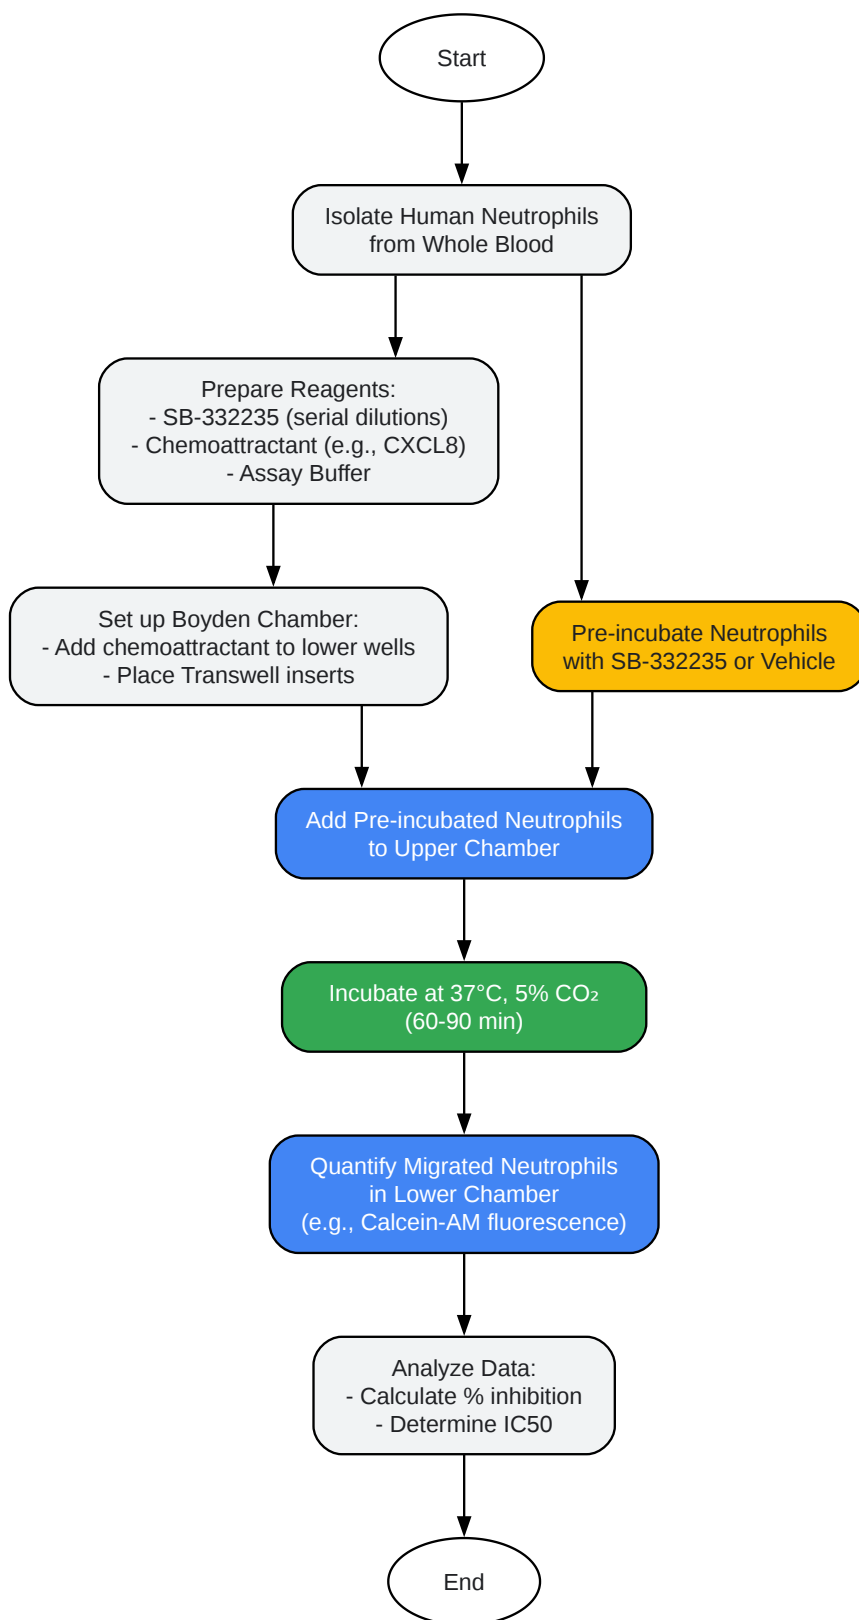 Start
Isolate Human Neutrophils
from Whole Blood
Prepare Reagents:
- SB-332235 (serial dilutions)
- Chemoattractant (e.g., CXCL8)
- Assay Buffer
Set up Boyden Chamber:
- Add chemoattractant to lower wells
- Place Transwell inserts
Pre-incubate Neutrophils
with SB-332235 or Vehicle
Add Pre-incubated Neutrophils
to Upper Chamber
Incubate at 37°C, 5% CO₂
(60-90 min)
Quantify Migrated Neutrophils
in Lower Chamber
(e.g., Calcein-AM fluorescence)
Analyze Data:
- Calculate % inhibition
- Determine IC50
End